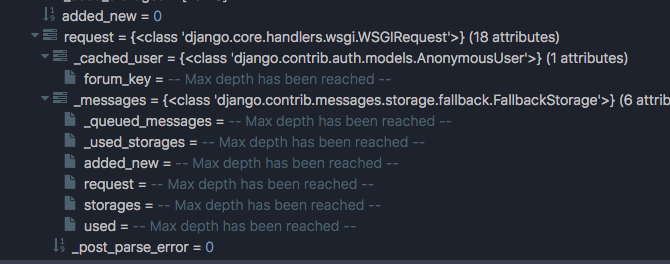 added_new = 0
request = {<class 'django.core.handlers.wsgi.WSGIRequest'>} (18 attributes)
_cached_user = {<class 'django.contrib.auth.models.AnonymousUser'>} (1 attributes)
forum_key = -- Max depth has been reached --
_messages = {<class 'django.contrib.messages.storage.fallback.FallbackStorage'>} (6 attrib
_queued_messages = -- Max depth has been reached --
_used_storages = -- Max depth has been reached --
added_new = -- Max depth has been reached --
request = -- Max depth has been reached --
storages = -- Max depth has been reached --
used = -- Max depth has been reached --
_post_parse_error = 0